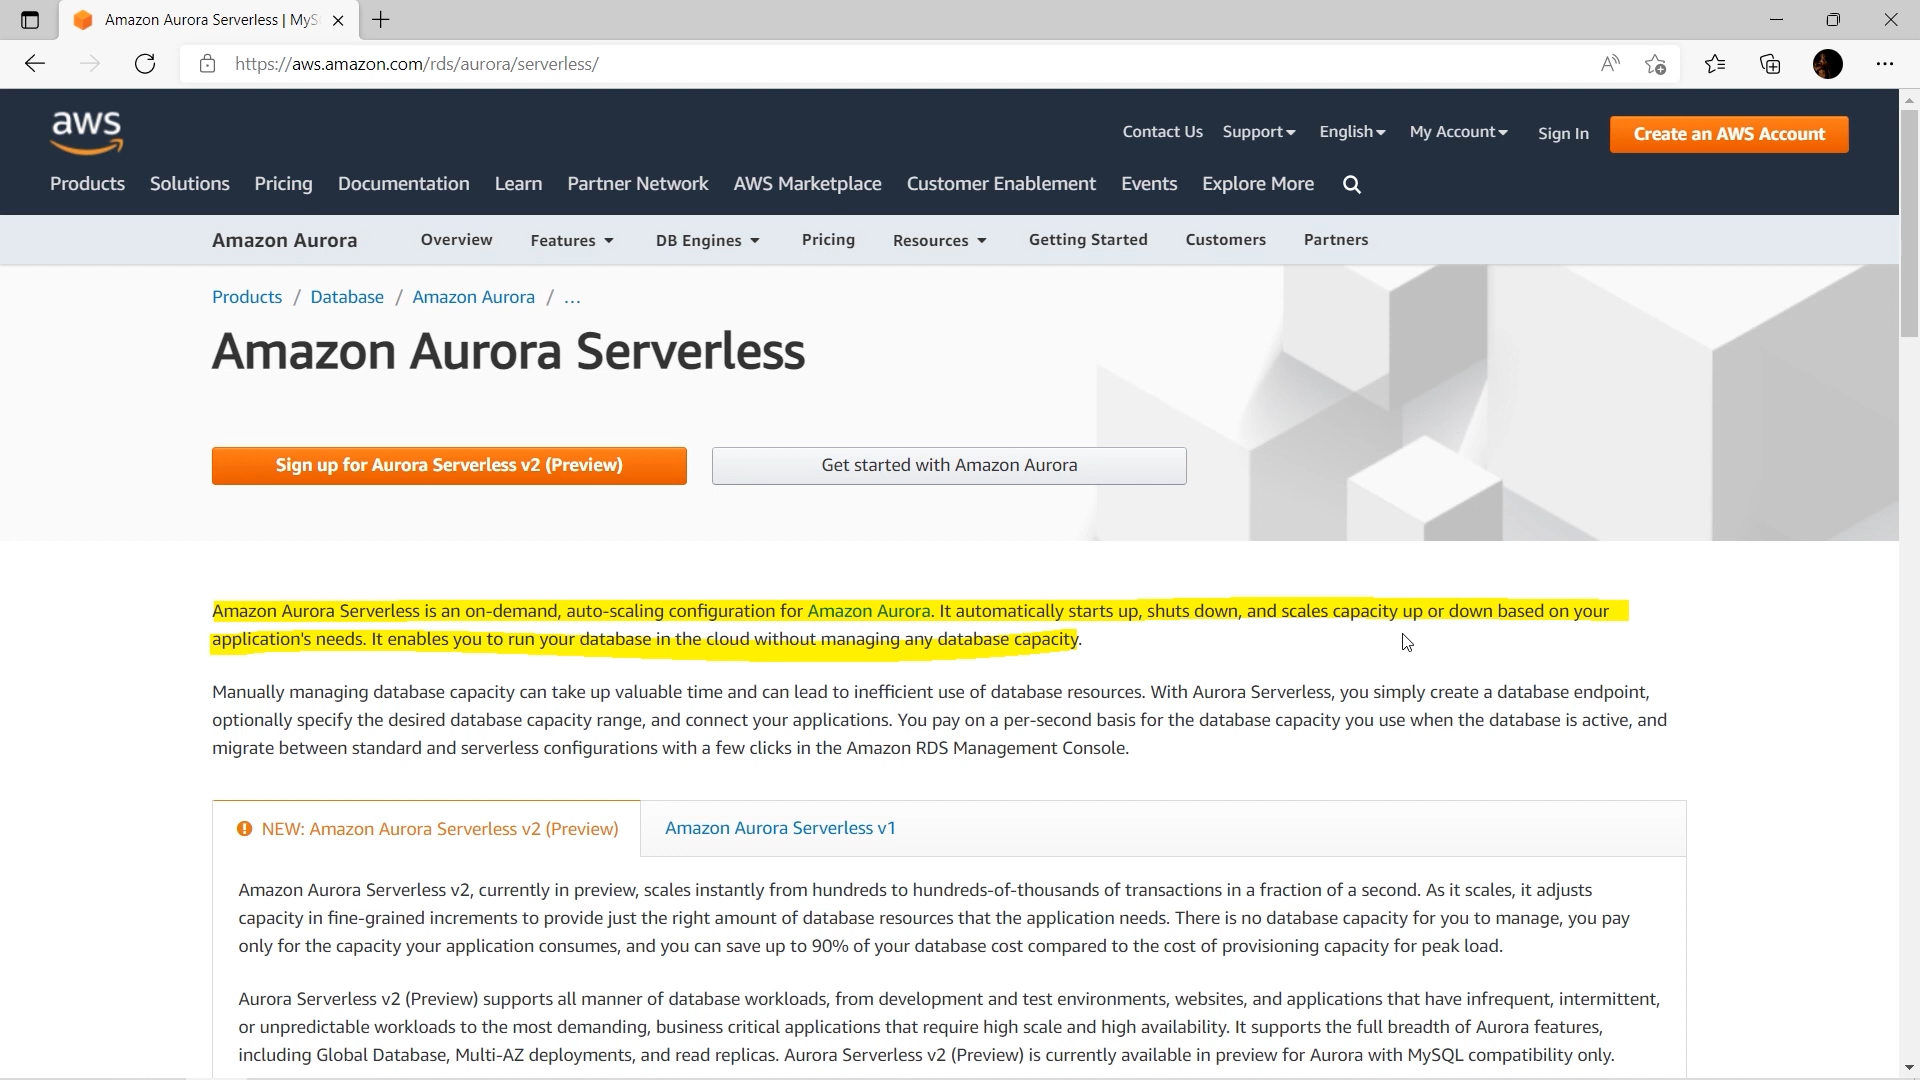 Amazon Aurora Serverless | MyS
https://aws.amazon.com/rds/aurora/serverless/
aws
Contact Us Support English My Account Sign In Create an AWS Account
Products Solutions Pricing Documentation Learn Partner Network AWS Marketplace Customer Enablement Events Explore More
Amazon Aurora Overview Features DB Engines Pricing Resources Getting Started Customers Partners
Products / Database / Amazon Aurora / ...
Amazon Aurora Serverless
Sign up for Aurora Serverless v2 (Preview) Get started with Amazon Aurora
Amazon Aurora Serverless is an on-demand, auto-scaling configuration for Amazon Aurora. It automatically starts up, shuts down, and scales capacity up or down based on your
application's needs. It enables you to run your database in the cloud without managing any database capacity.
Manually managing database capacity can take up valuable time and can lead to inefficient use of database resources. With Aurora Serverless, you simply create a database endpoint,
optionally specify the desired database capacity range, and connect your applications. You pay on a per-second basis for the database capacity you use when the database is active, and
migrate between standard and serverless configurations with a few clicks in the Amazon RDS Management Console.
NEW: Amazon Aurora Serverless v2 (Preview) Amazon Aurora Serverless v1
Amazon Aurora Serverless v2, currently in preview, scales instantly from hundreds to hundreds-of-thousands of transactions in a fraction of a second. As it scales, it adjusts
capacity in fine-grained increments to provide just the right amount of database resources that the application needs. There is no database capacity for you to manage, you pay
only for the capacity your application consumes, and you can save up to 90% of your database cost compared to the cost of provisioning capacity for peak load.
Aurora Serverless v2 (Preview) supports all manner of database workloads, from development and test environments, websites, and applications that have infrequent, intermittent,
or unpredictable workloads to the most demanding, business critical applications that require high scale and high availability. It supports the full breadth of Aurora features,
including Global Database, Multi-AZ deployments, and read replicas. Aurora Serverless v2 (Preview) is currently available in preview for Aurora with MySQL compatibility only.